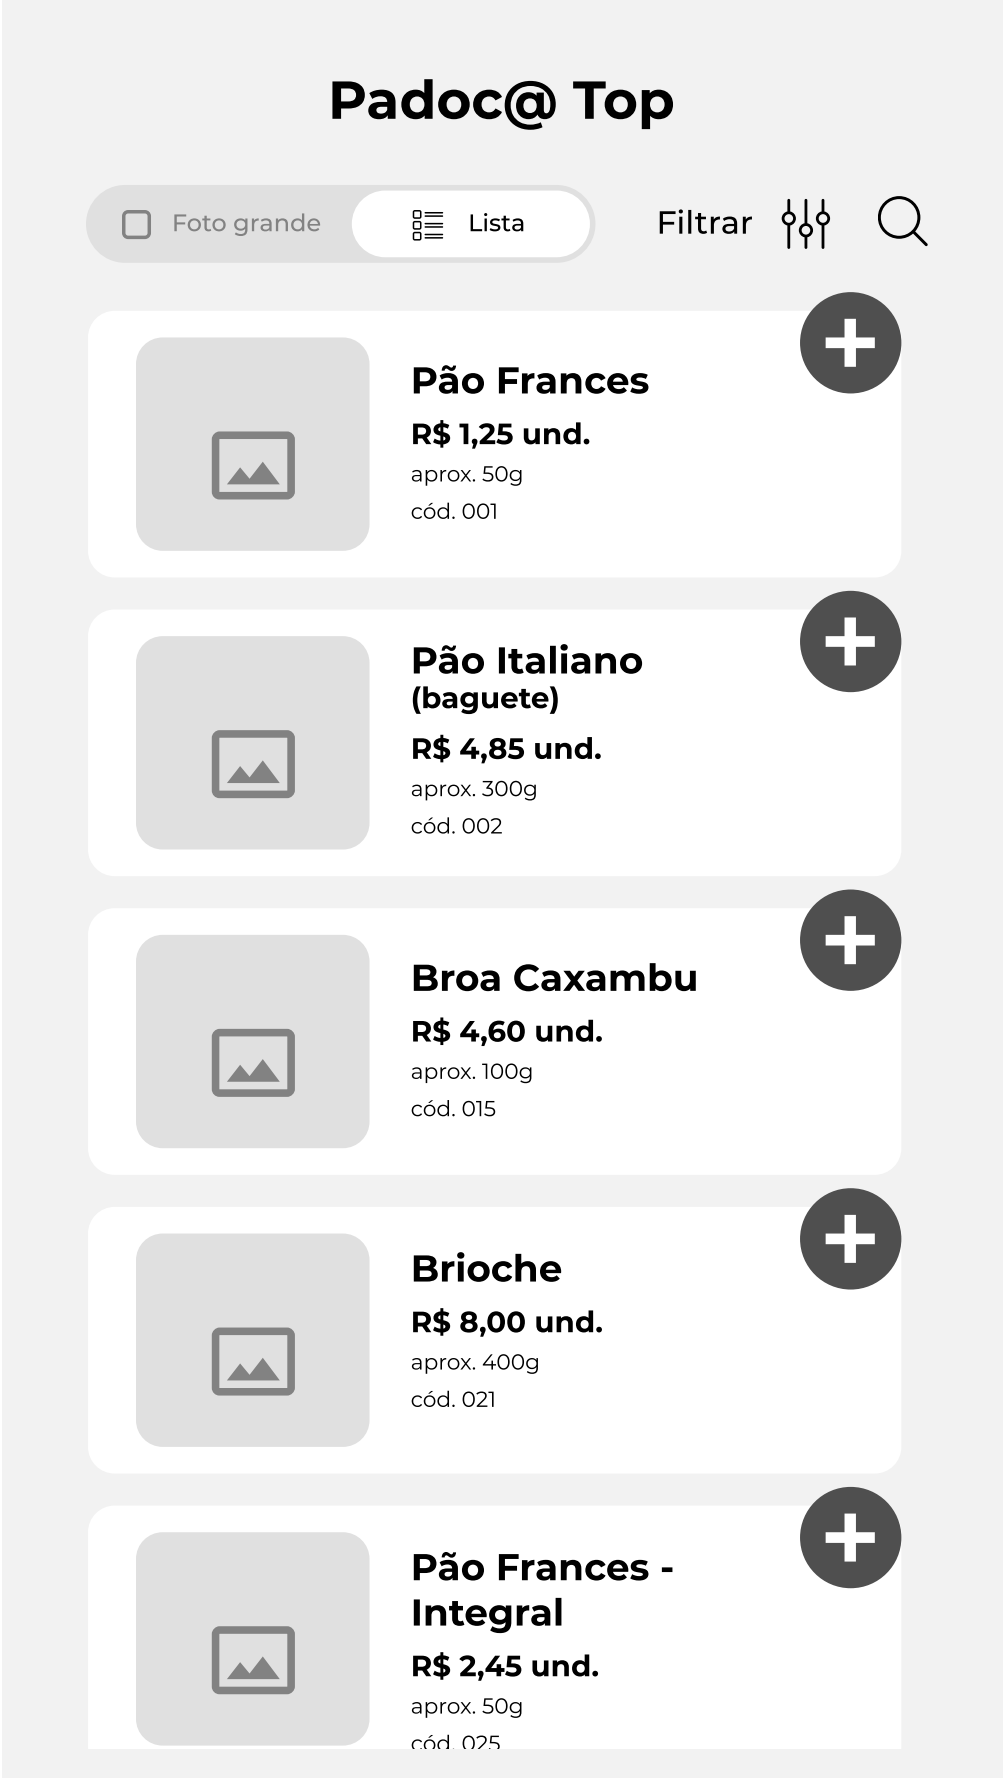 Padoc@ Top
Foto grande
Lista
Filtrar
Pão Frances
R$ 1,25 und.
aprox. 50g
cód. 001
Pão Italiano
(baguete)
R$ 4,85 und.
aprox. 300g
cód. 002
Broa Caxambu
R$ 4,60 und.
aprox. 100g
cód. 015
Brioche
R$ 8,00 und.
aprox. 400g
cód. 021
Pão Frances -
Integral
R$ 2,45 und.
aprox. 50g
cód. 025